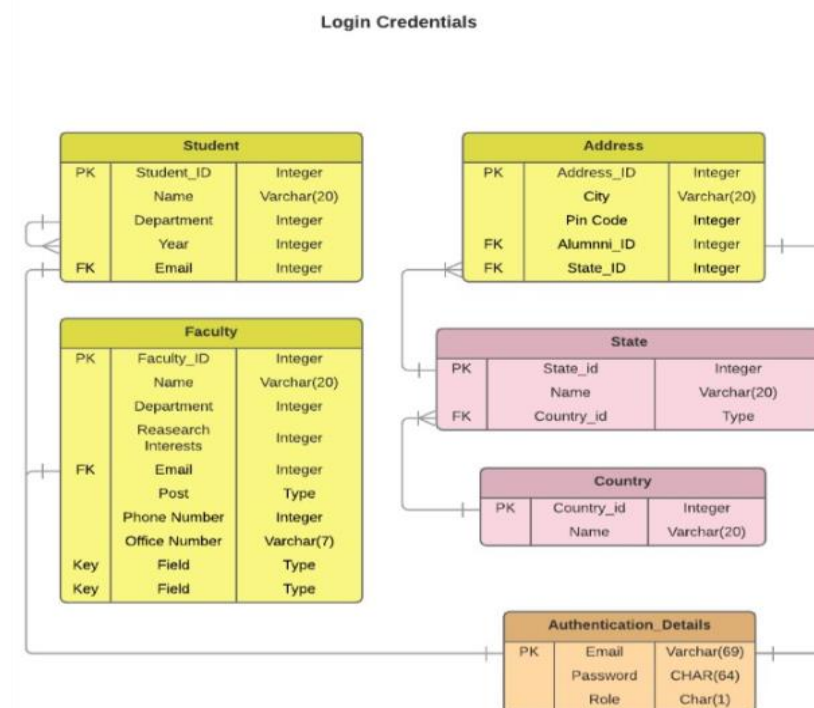 Login Credentials
Student
PK Student_ID Integer
Name Varchar(20)
Department Integer
Year Integer
FK Email Integer
Address
PK Address_ID Integer
City Varchar(20)
Pin Code Integer
FK Alumnni_ID Integer
FK State_ID Integer
Faculty
PK Faculty_ID Integer
Name Varchar(20)
Department Integer
Reasearch
Interests Integer
FK Email Integer
Post Type
Phone Number Integer
Office Number Varchar(7)
Key Field Type
Key Field Type
State
PK State_id Integer
Name Varchar(20)
FK Country_id Type
Country
PK Country_id Integer
Name Varchar(20)
Authentication_Details
PK Email Varchar(69)
Password CHAR(64)
Role Char(1)